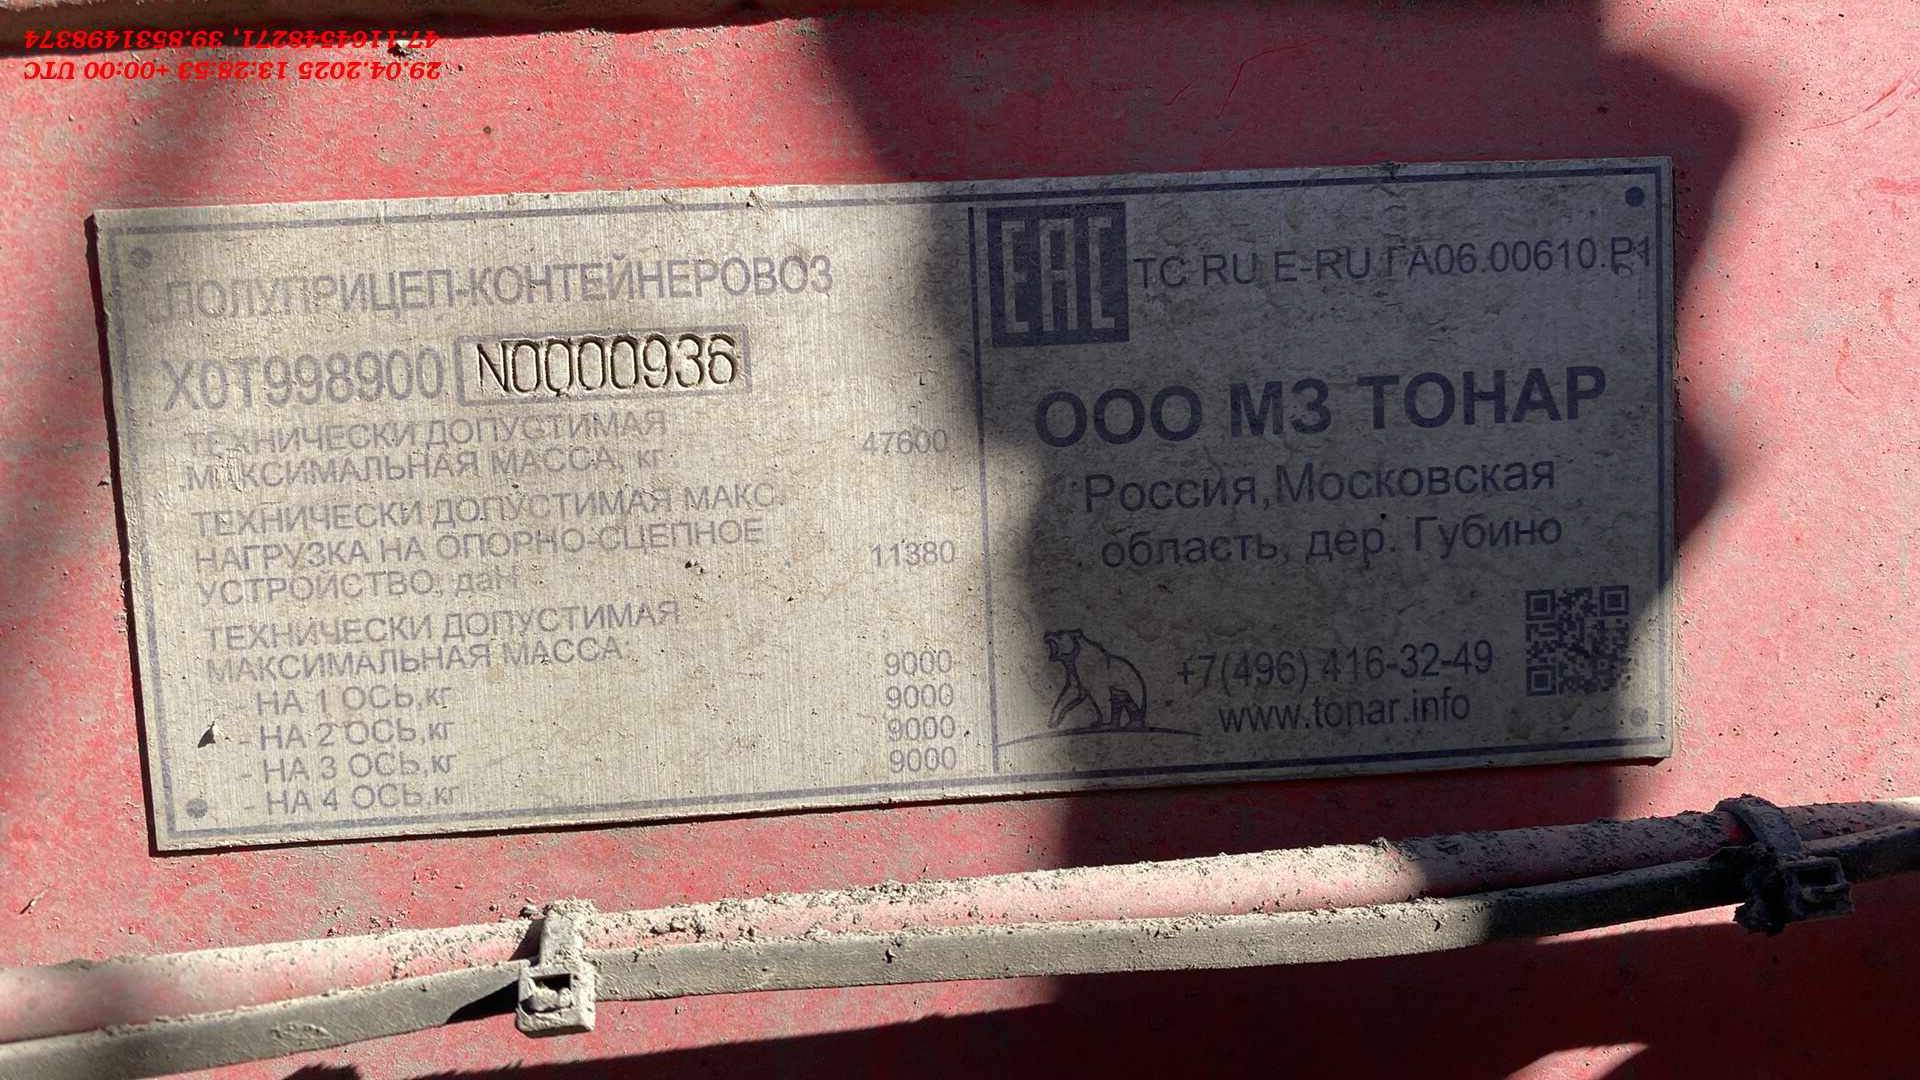 29.04.2025 13:28:53 +00:00 UTC
47.1164548271, 39.8531498374
ПОЛУПРИЦЕП-КОНТЕЙНЕРОВОЗ
X0T998900 N0000936
ТЕХНИЧЕСКИ ДОПУСТИМАЯ
МАКСИМАЛЬНАЯ МАССА, кг 47600
ТЕХНИЧЕСКИ ДОПУСТИМАЯ МАКС.
НАГРУЗКА НА ОПОРНО-СЦЕПНОЕ
УСТРОЙСТВО, даН 11380
ТЕХНИЧЕСКИ ДОПУСТИМАЯ
МАКСИМАЛЬНАЯ МАССА:
- НА 1 ОСЬ,кг 9000
- НА 2 ОСЬ,кг 9000
- НА 3 ОСЬ,кг 9000
- НА 4 ОСЬ,кг 9000
EAC TC RU E-RU.ГА06.00610.P1
ООО МЗ ТОНАР
Россия,Московская
область, дер. Губино
+7(496) 416-32-49
www.tonar.info